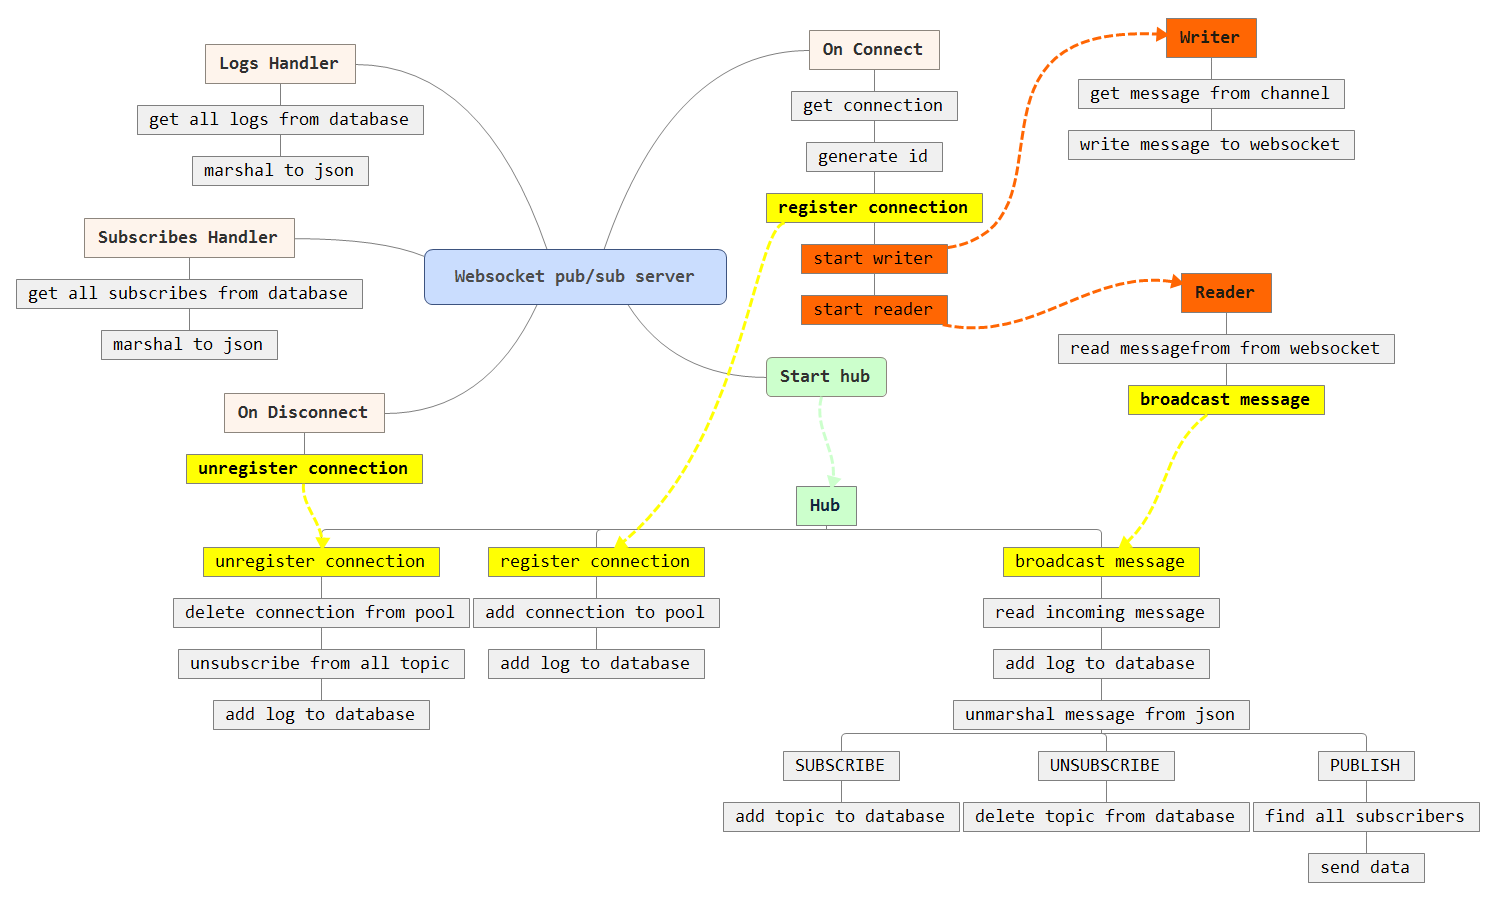 Logs Handler
get all logs from database
marshal to json
Subscribes Handler
get all subscribes from database
marshal to json
On Disconnect
unregister connection
Websocket pub/sub server
On Connect
get connection
generate id
register connection
start writer
start reader
Writer
get message from channel
write message to websocket
Reader
read messagefrom from websocket
broadcast message
Start hub
Hub
unregister connection
delete connection from pool
unsubscribe from all topic
add log to database
register connection
add connection to pool
add log to database
broadcast message
read incoming message
add log to database
unmarshal message from json
SUBSCRIBE
add topic to database
UNSUBSCRIBE
delete topic from database
PUBLISH
find all subscribers
send data